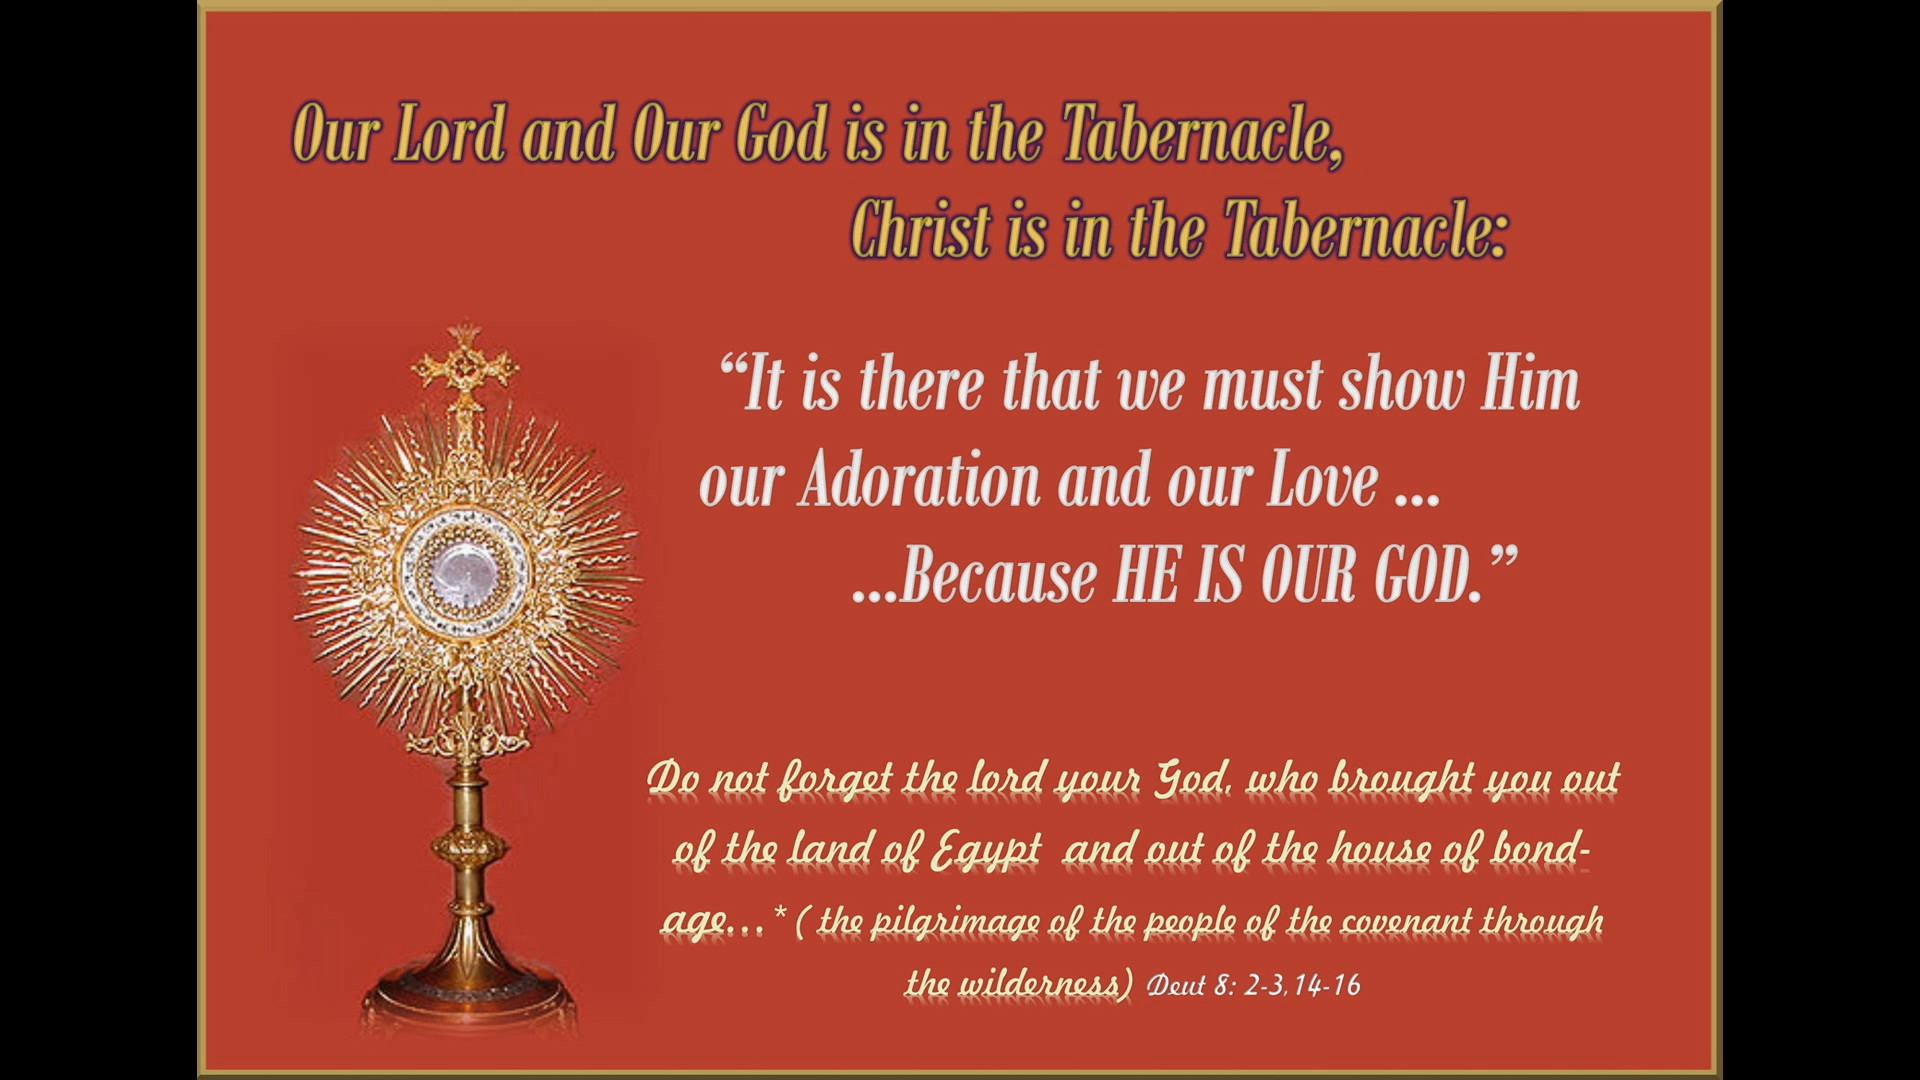 Our Lord and Our God is in the Tabernacle,
Christ is in the Tabernacle:
“It is there that we must show Him
our Adoration and our Love ...
...Because HE IS OUR GOD.”
Do not forget the lord your God, who brought you out
of the land of Egypt and out of the house of bond-
age...* ( the pilgrimage of the people of the covenant through
the wilderness) Deut 8: 2-3,14-16